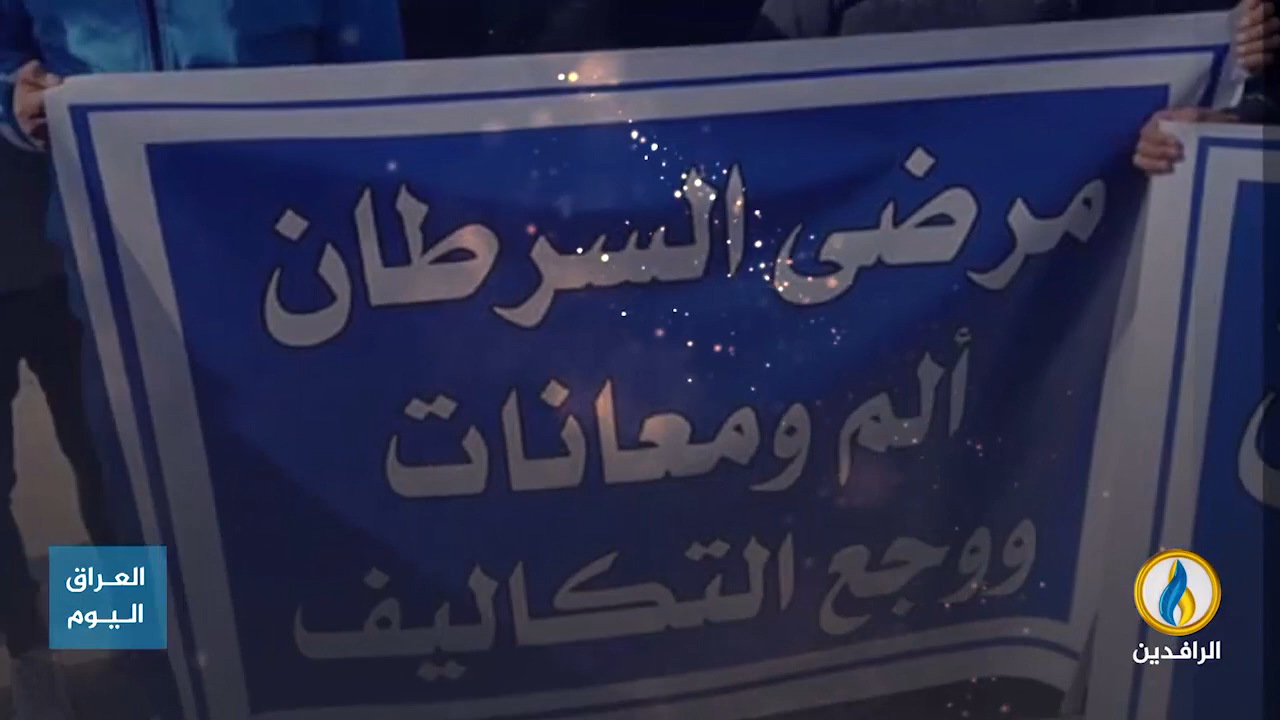 مرضى السرطان
ألم ومعانات
ووجع التكاليف
العراق
اليوم
الرافدين